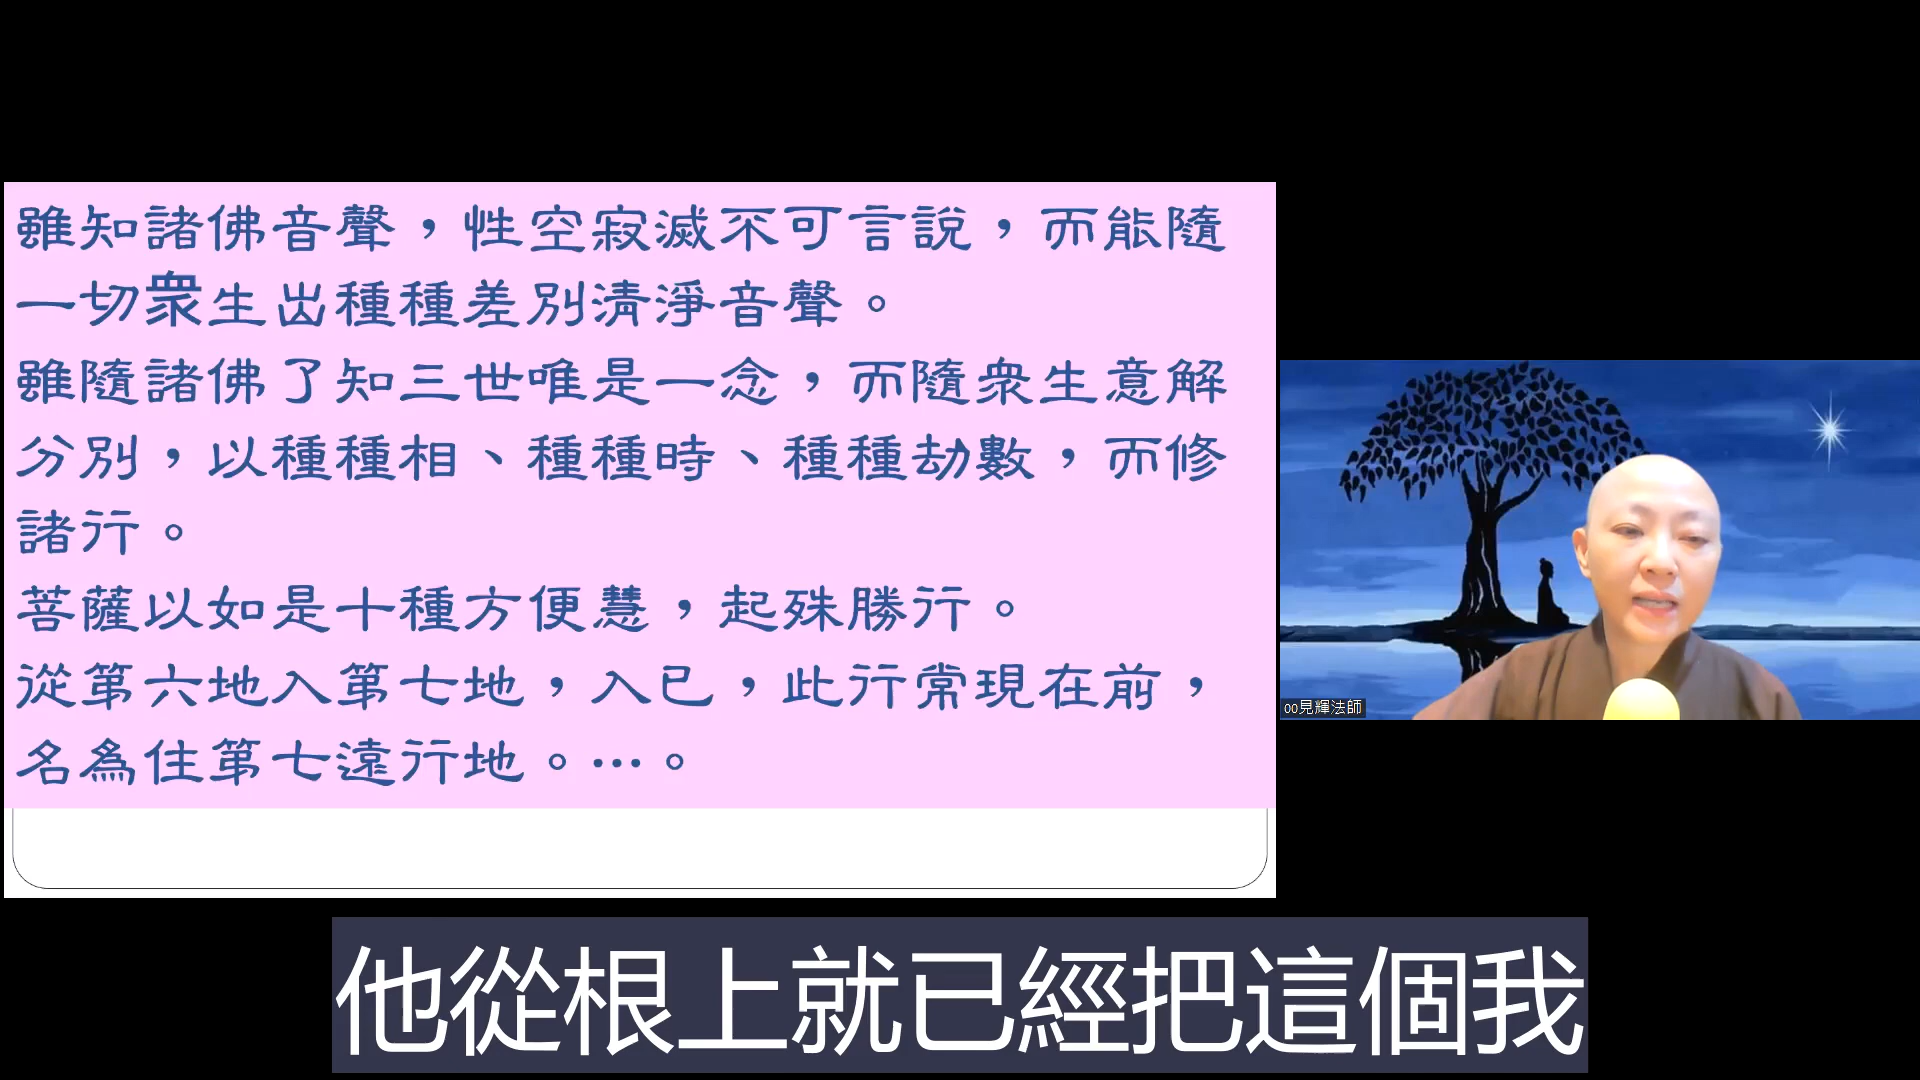 雖知諸佛音聲，性空寂滅不可言說，而能隨
一切眾生出種種差別清淨音聲。
雖隨諸佛了知三世唯是一念，而隨眾生意解
分別，以種種相、種種時、種種劫數，而修
諸行。
菩薩以如是十種方便慧，起殊勝行。
從第六地入第七地，入已，此行常現在前，
名為住第七遠行地。…。
oo見輝法師
他從根上就已經把這個我